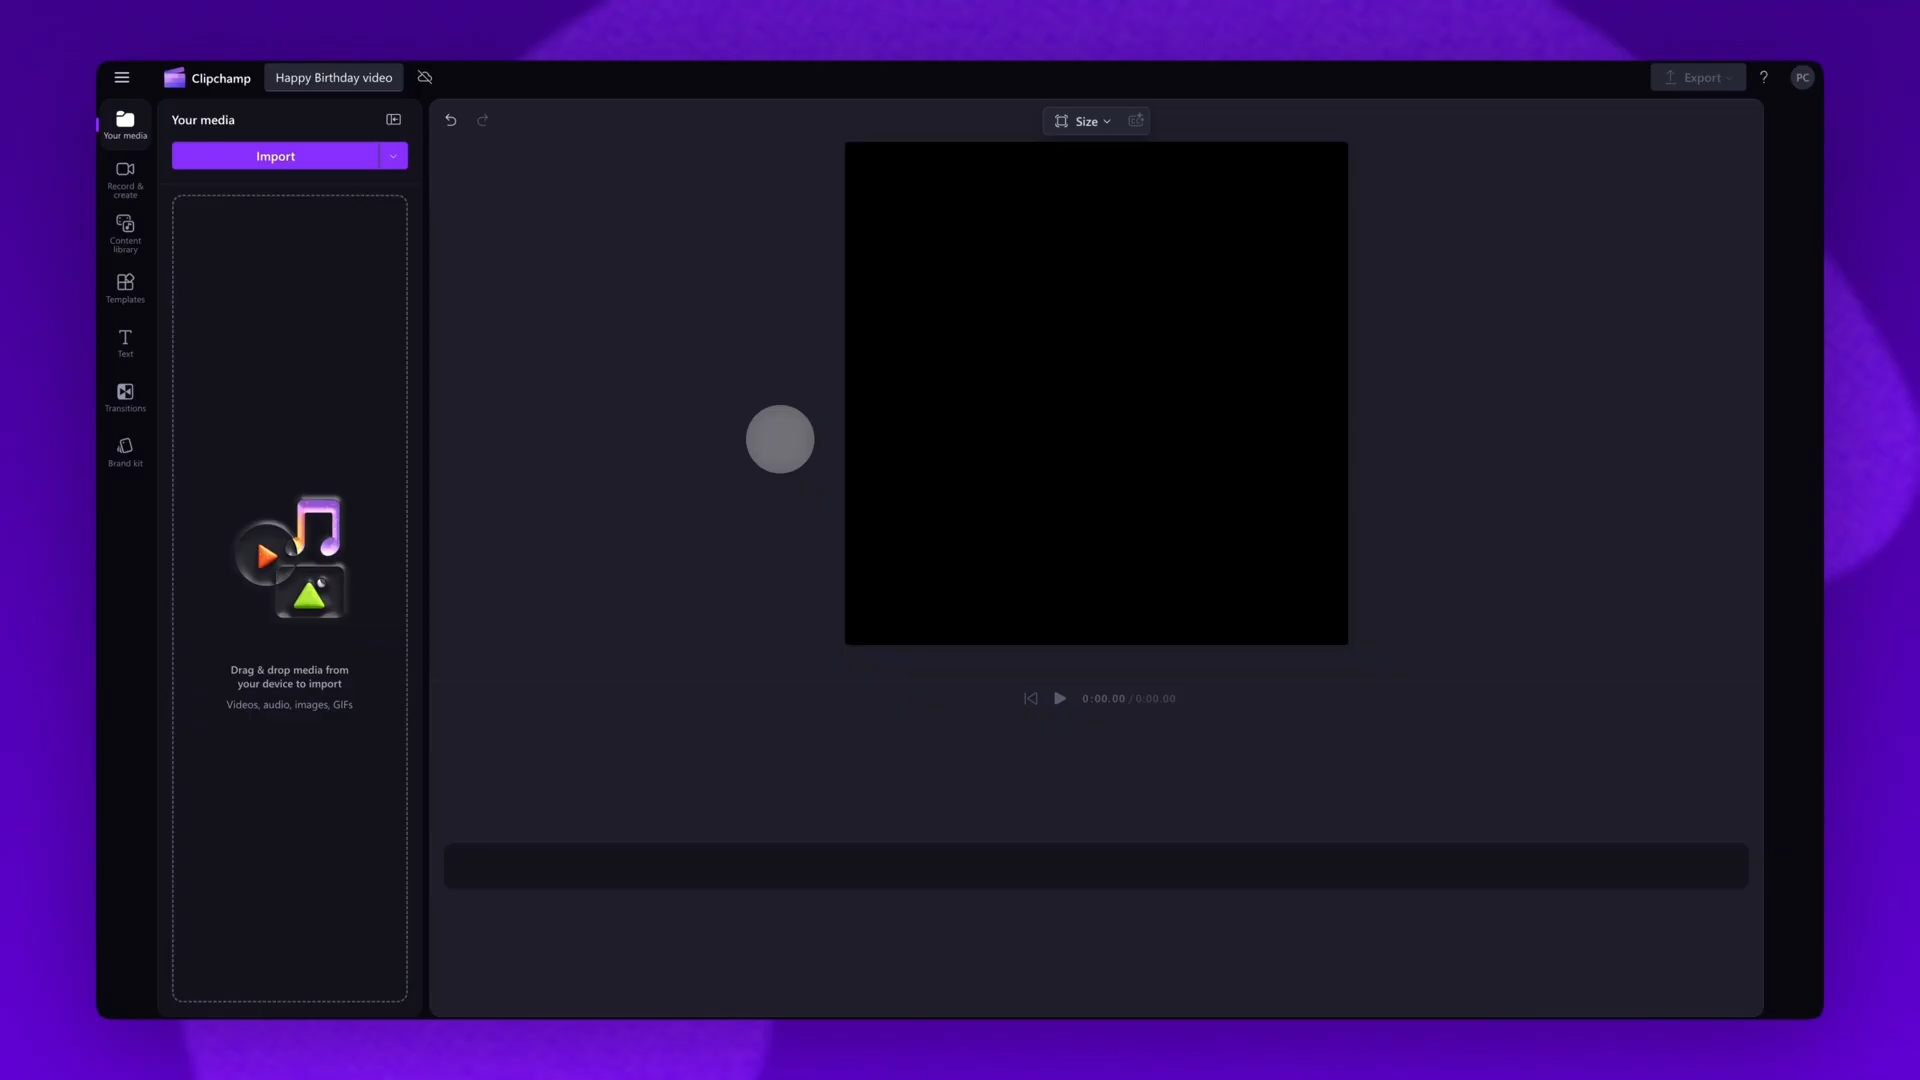 Clipchamp
Happy Birthday video
Export
?
PC
Your media
Your media
Import
Size
Record &
create
Content
library
Templates
Text
Transitions
Brand kit
Drag & drop media from
your device to import
Videos, audio, images, GIFs
0:00.00 / 0:00.00